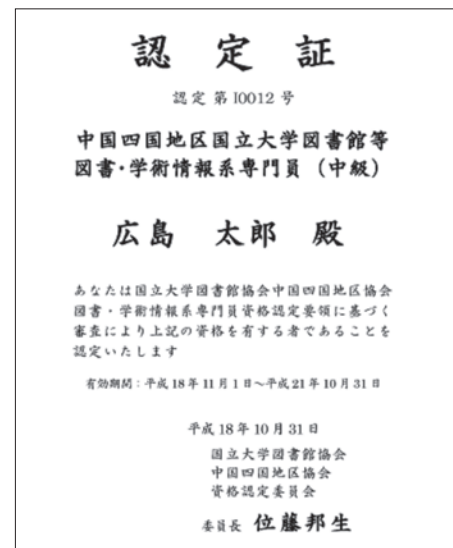 認定証
認定 第 I0012 号
中国四国地区国立大学図書館等
図書・学術情報系専門員（中級）
広島 太郎 殿
あなたは国立大学図書館協会中国四国地区協会
図書・学術情報系専門員資格認定要領に基づく
審査により上記の資格を有する者であることを
認定いたします
有効期間：平成 18 年 11 月 1 日～平成 21 年 10 月 31 日
平成 18 年 10 月 31 日
国立大学図書館協会
中国四国地区協会
資格認定委員会
委員長 位藤邦生